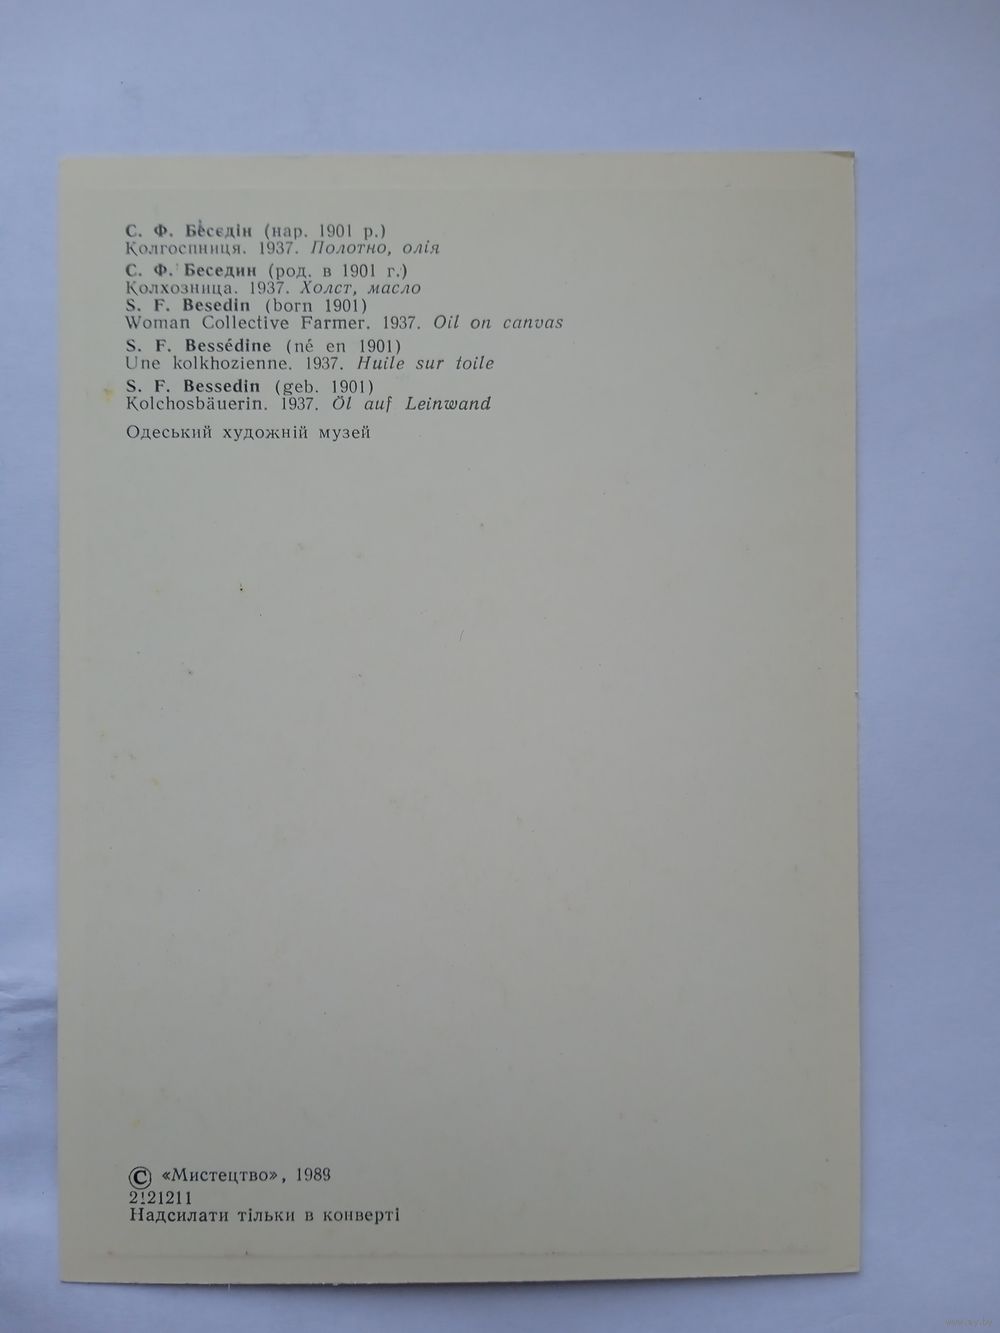 С. Ф. Бєсєдін (нар. 1901 р.)
Колгоспниця. 1937. Полотно, олія
С. Ф. Беседин (род. в 1901 г.)
Колхозница. 1937. Холст, масло
S. F. Besedin (born 1901)
Woman Collective Farmer. 1937. Oil on canvas
S. F. Bessédine (né en 1901)
Une kolkhozienne. 1937. Huile sur toile
S. F. Bessedin (geb. 1901)
Kolchosbäuerin. 1937. Öl auf Leinwand
Одеський художній музей
© «Мистецтво»,
2121211
Надсилати тільки в конверті